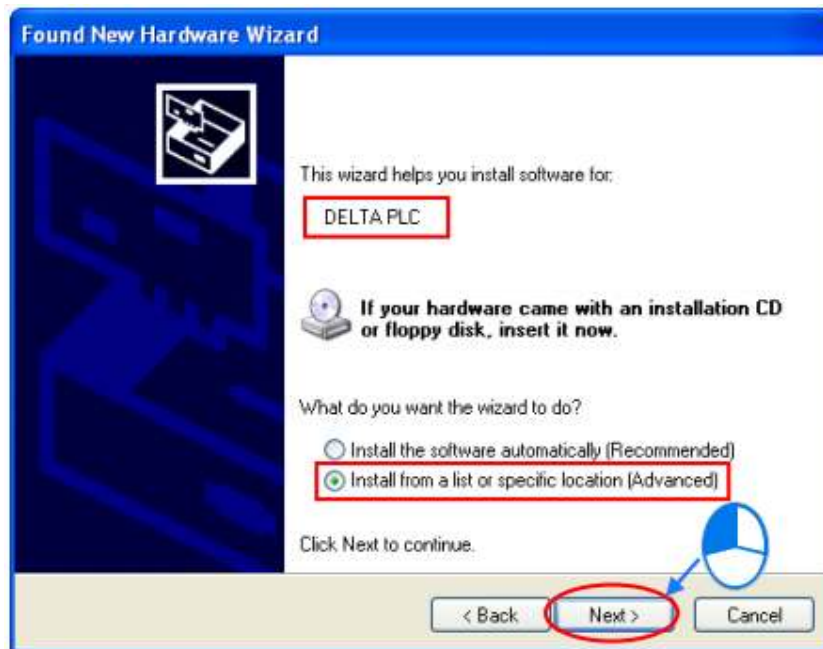 Found New Hardware Wizard
This wizard helps you install software for:
DELTA PLC
If your hardware came with an installation CD
or floppy disk, insert it now.
What do you want the wizard to do?
Install the software automatically (Recommended)
Install from a list or specific location (Advanced)
Click Next to continue.
< Back Next > Cancel